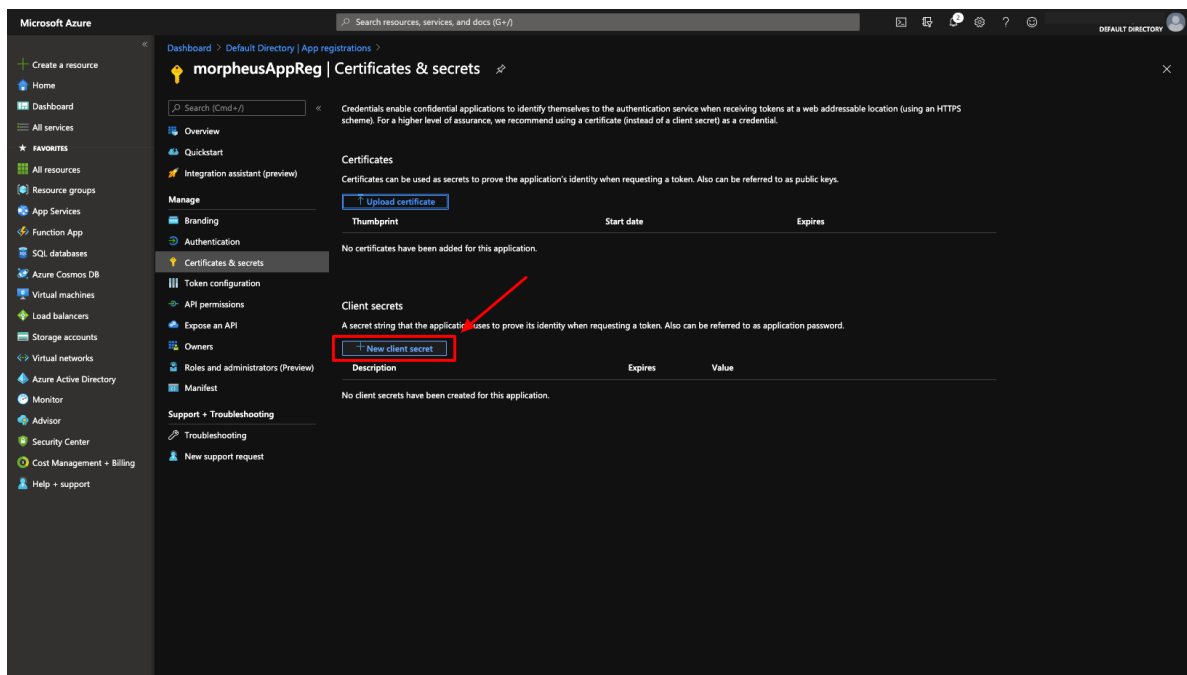 Microsoft Azure
Search resources, services, and docs (G+/)
2
?
DEFAULT DIRECTORY
«
Create a resource
Home
Dashboard
All services
FAVORITES
All resources
Resource groups
App Services
Function App
SQL databases
Azure Cosmos DB
Virtual machines
Load balancers
Storage accounts
Virtual networks
Azure Active Directory
Monitor
Advisor
Security Center
Cost Management + Billing
Help + support
Dashboard > Default Directory | App registrations >
morpheusAppReg | Certificates & secrets
Search (Cmd+/)
«
Overview
Quickstart
Integration assistant (preview)
Manage
Branding
Authentication
Certificates & secrets
Token configuration
API permissions
Expose an API
Owners
Roles and administrators (Preview)
Manifest
Support + Troubleshooting
Troubleshooting
New support request
Credentials enable confidential applications to identify themselves to the authentication service when receiving tokens at a web addressable location (using an HTTPS
scheme). For a higher level of assurance, we recommend using a certificate (instead of a client secret) as a credential.
Certificates
Certificates can be used as secrets to prove the application's identity when requesting a token. Also can be referred to as public keys.
Upload certificate
Thumbprint Start date Expires
No certificates have been added for this application.
Client secrets
A secret string that the application uses to prove its identity when requesting a token. Also can be referred to as application password.
New client secret
Description Expires Value
No client secrets have been created for this application.